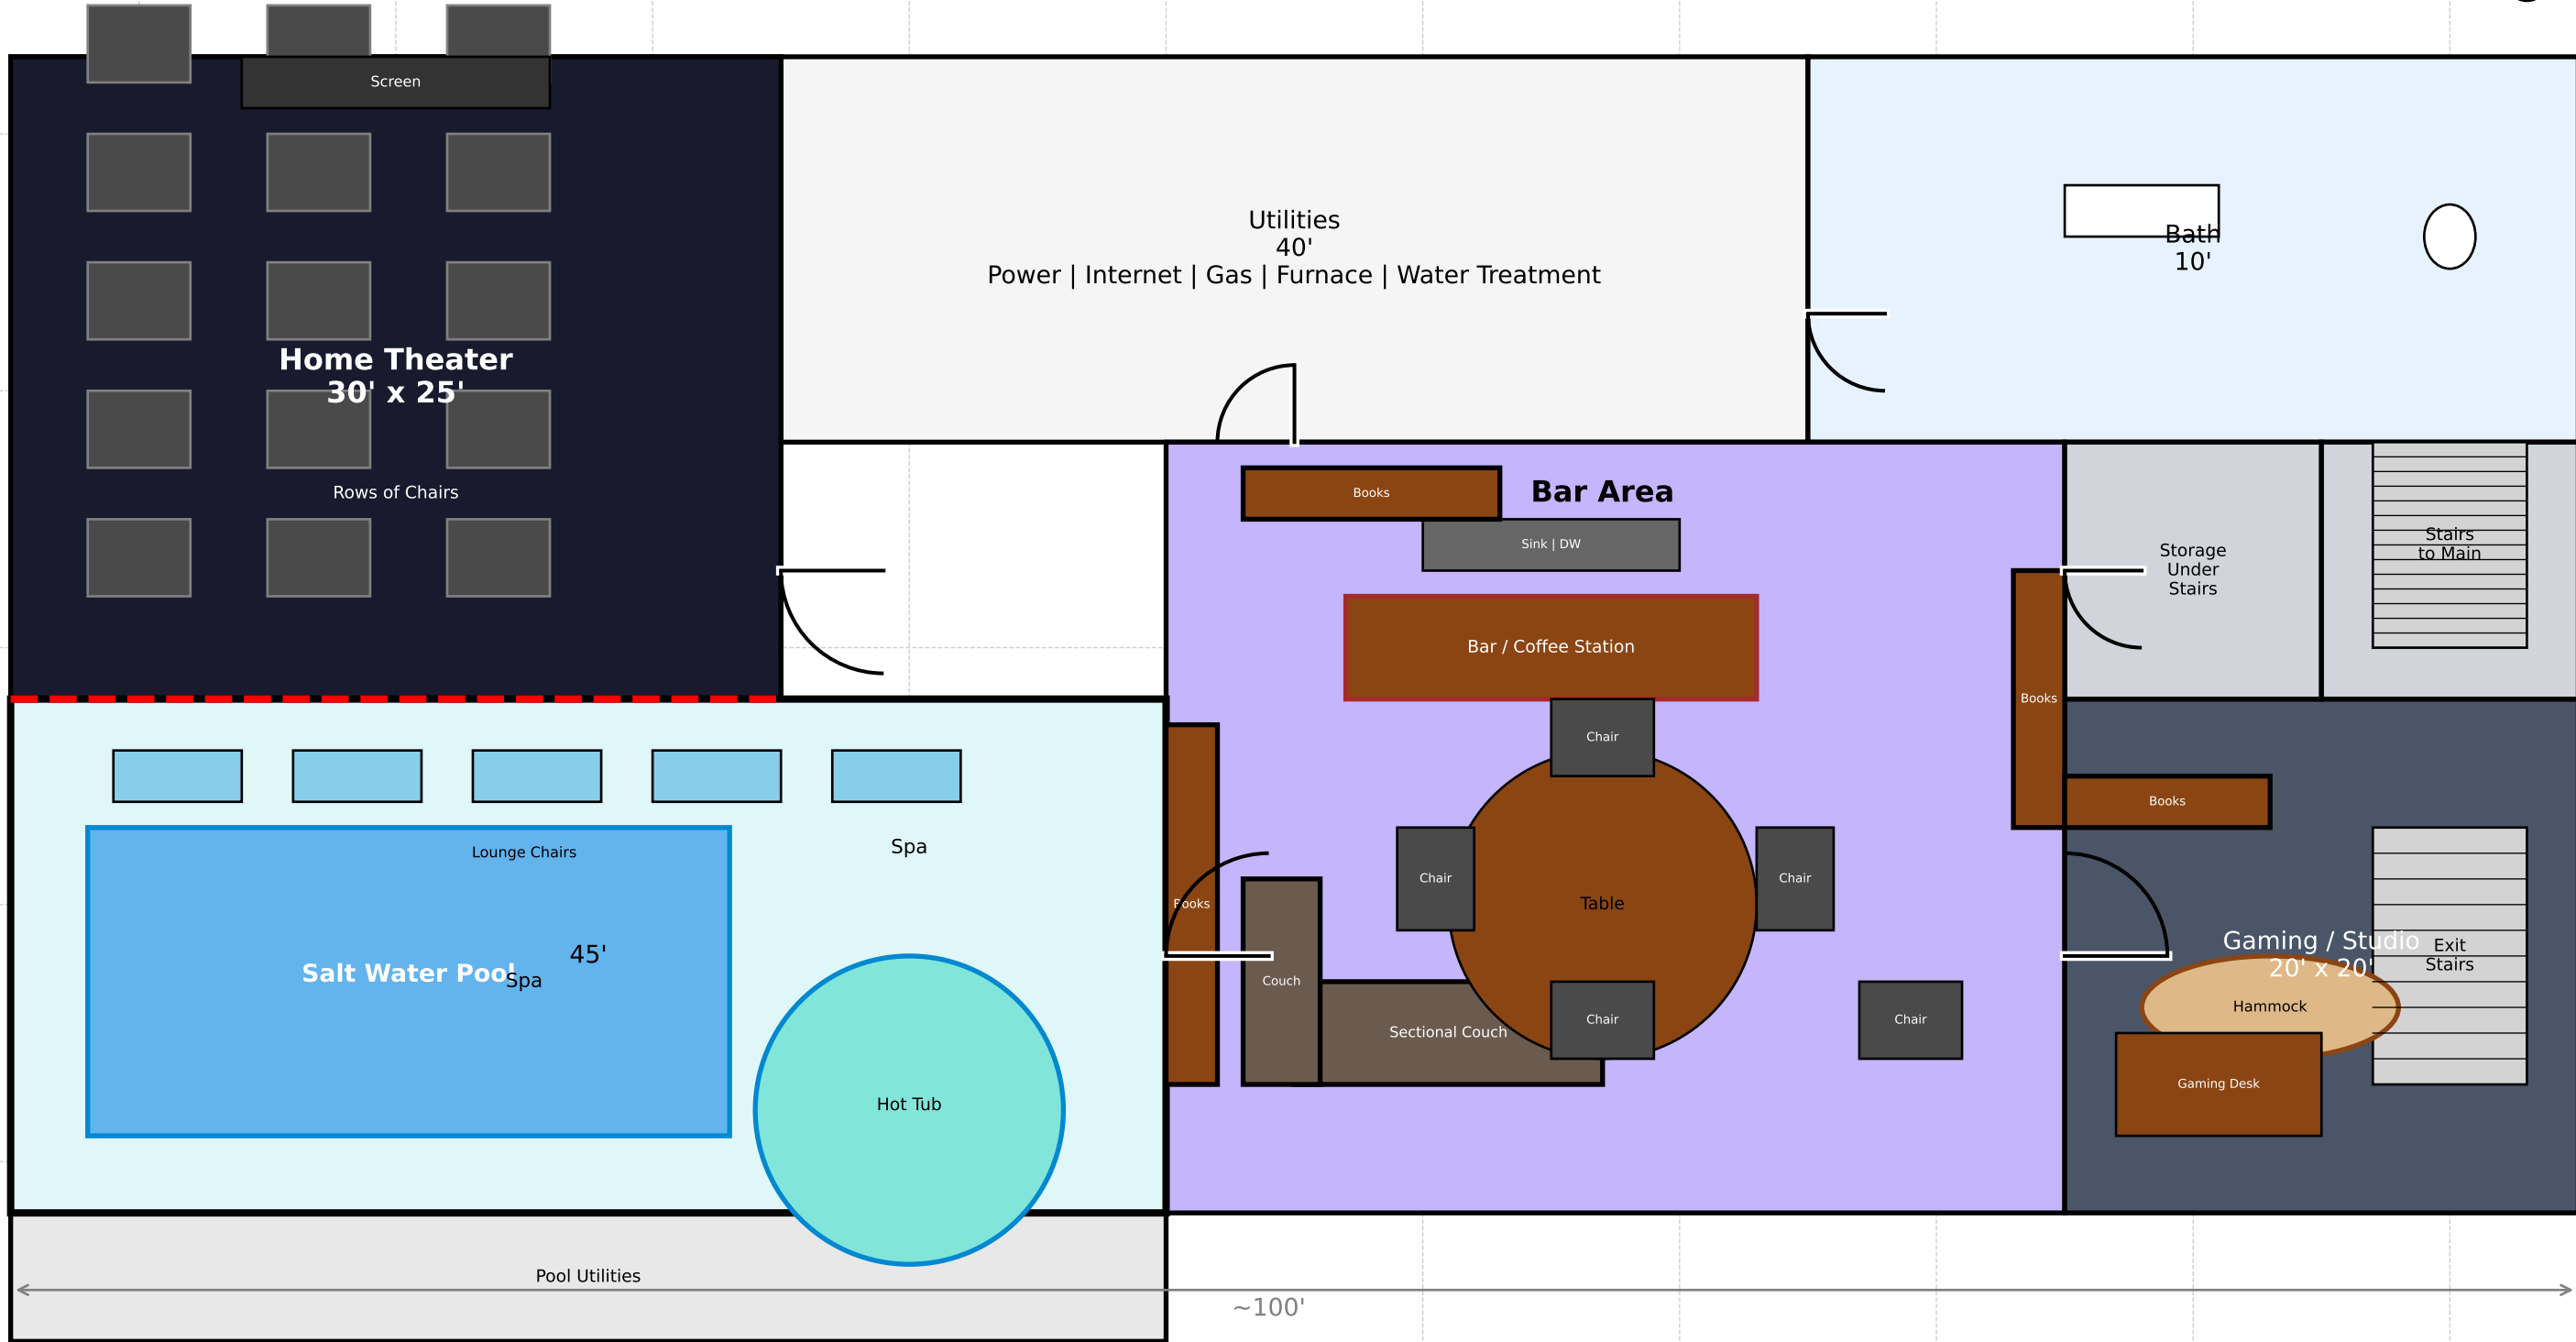 Screen
Utilities
40'
Power | Internet | Gas | Furnace | Water Treatment
Bath
10'
Home Theater
30' x 25'
Rows of Chairs
Books
Bar Area
Sink | DW
Stairs
to Main
Storage
Under
Stairs
Bar / Coffee Station
Books
Chair
Books
Lounge Chairs
Spa
Chair
Chair
Books
Table
Salt Water Pool
45'
Spa
Gaming / Studio
20' x 20'
Exit
Stairs
Couch
Hammock
Sectional Couch
Chair
Chair
Gaming Desk
Hot Tub
Pool Utilities
~100'